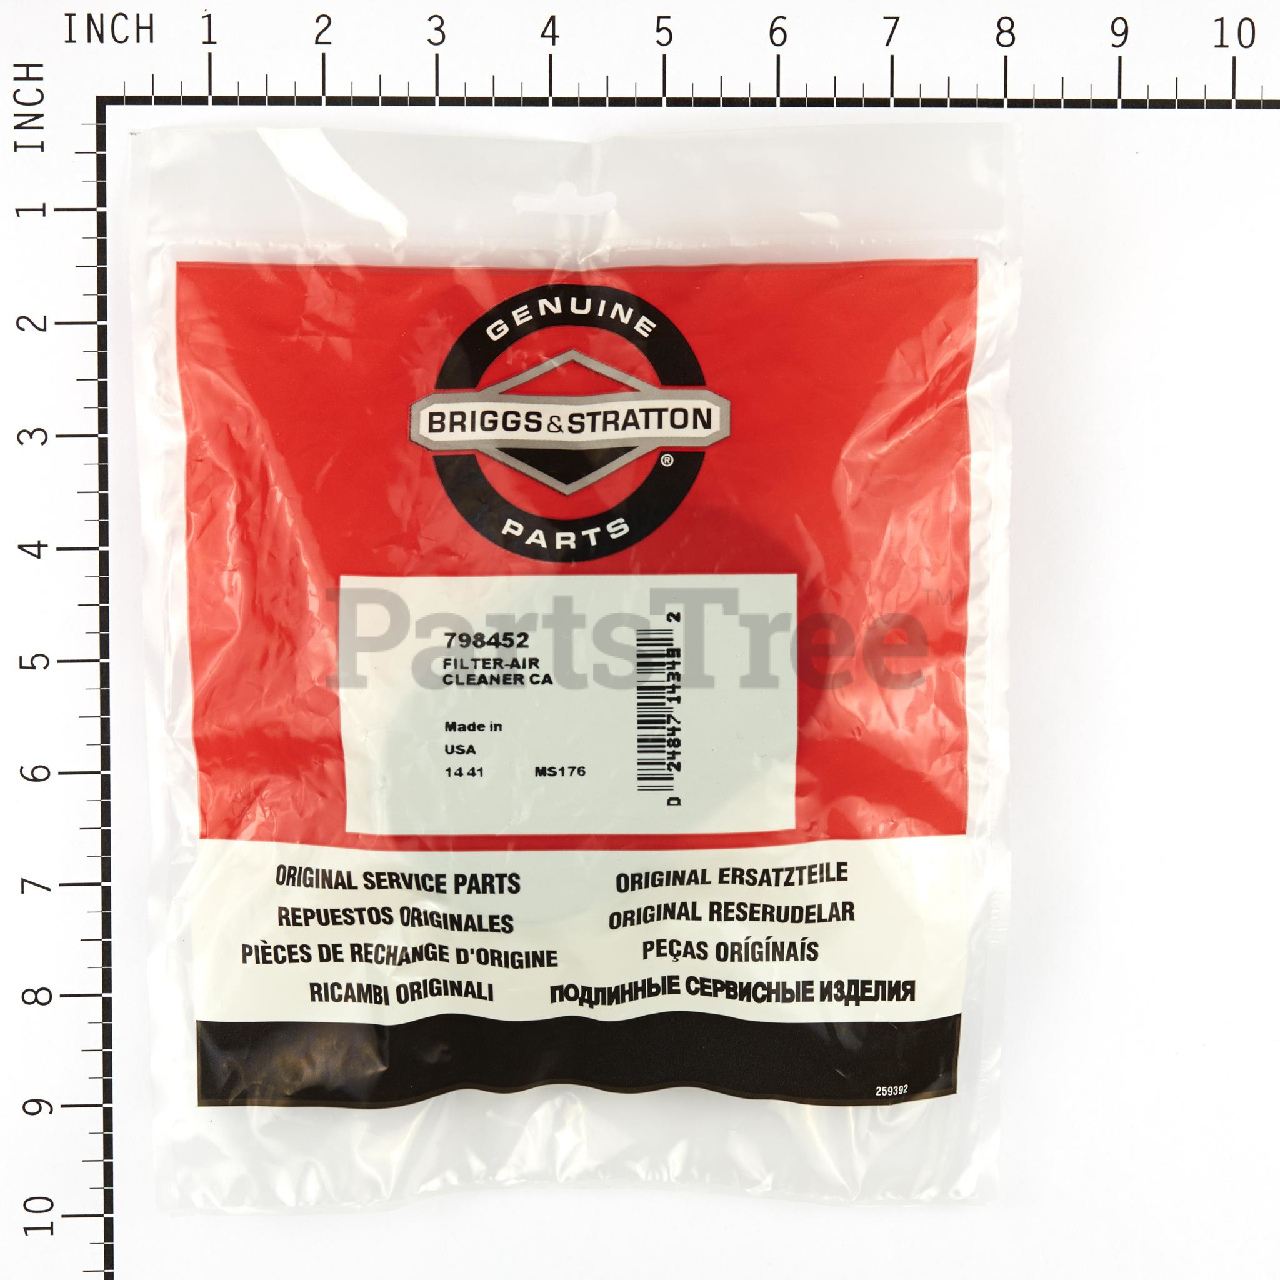 INCH 1 2 3 4 5 6 7 8 9 10
INCH 1 2 3 4 5 6 7 8 9 10
GENUINE
BRIGGS&STRATTON
®
PARTS
PartsTree™
798452
FILTER-AIR
CLEANER CA
Made in
USA
14 41 MS176
0 24847 14349 2
ORIGINAL SERVICE PARTS
REPUESTOS ORIGINALES
PIÈCES DE RECHANGE D'ORIGINE
RICAMBI ORIGINALI
ORIGINAL ERSATZTEILE
ORIGINAL RESERUDELAR
PEÇAS ORÍGÍNAÍS
ПОДЛИННЫЕ СЕРВИСНЫЕ ИЗДЕЛИЯ
259392